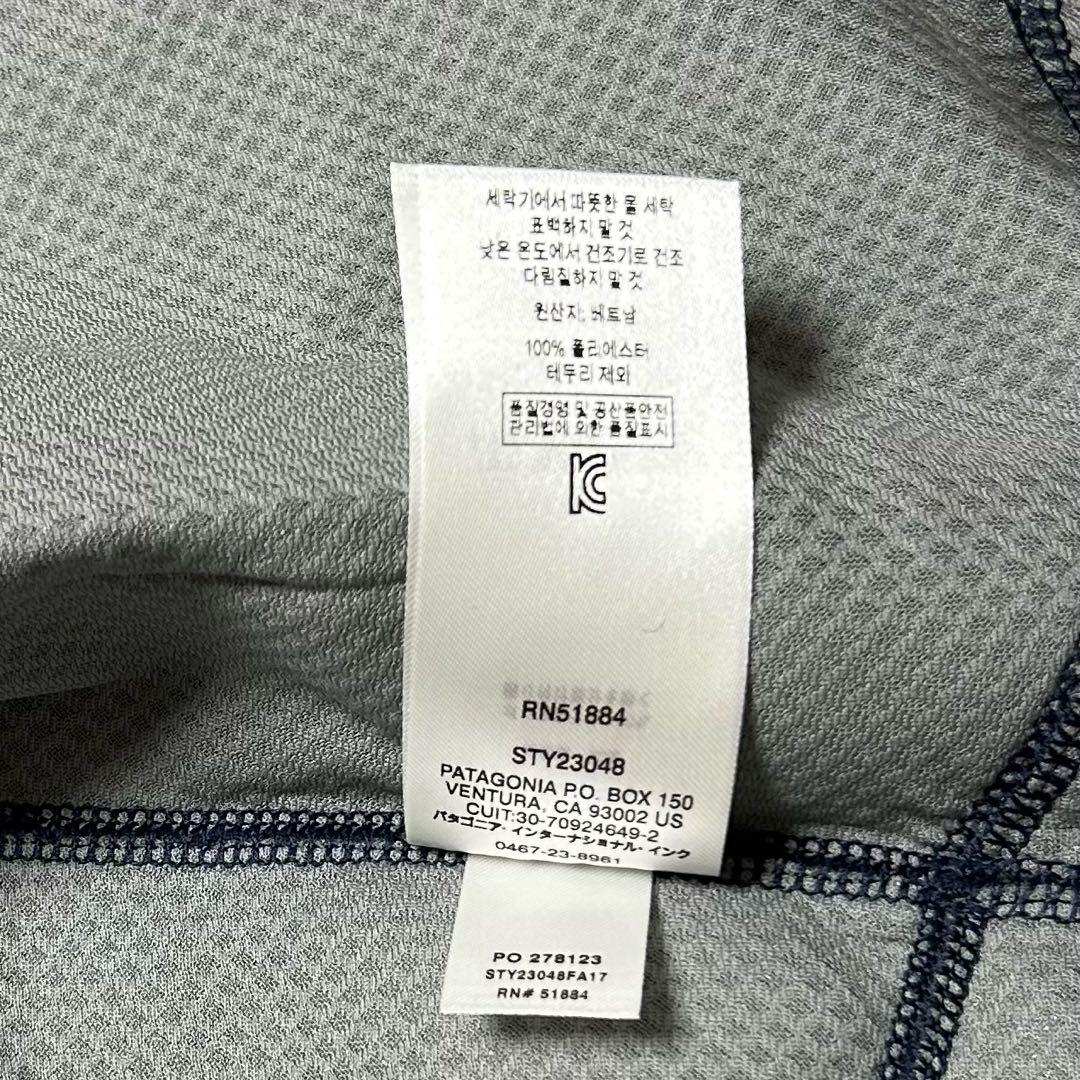 세탁기에서 따뜻한 물 세탁
표백하지 말 것
낮은 온도에서 건조기로 건조
다림질하지 말 것
원산지: 베트남
100% 폴리에스터
테두리 제외
품질경영 및 공산품안전
관리법에 의한 품질표시
KC
RN51884
STY23048
PATAGONIA P.O. BOX 150
VENTURA, CA 93002 US
CUIT:30-70924649-2
パタゴニア・インターナショナル・インク
0467-23-8961
PO 278123
STY23048FA17
RN# 51884